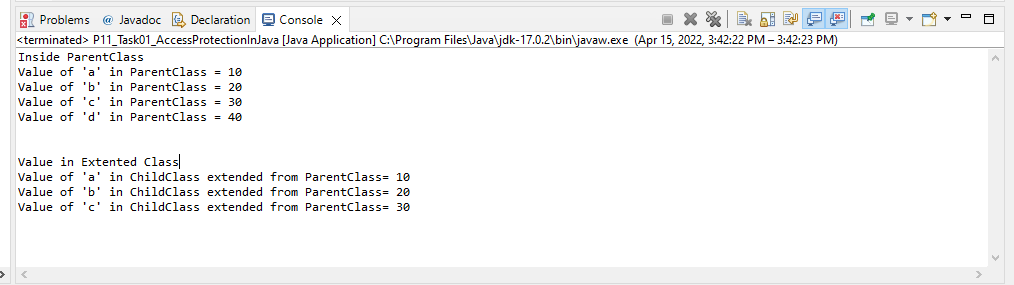 Problems @ Javadoc Declaration Console
<terminated> P11_Task01_AccessProtectionInJava [Java Application] C:\Program Files\Java\jdk-17.0.2\bin\javaw.exe (Apr 15, 2022, 3:42:22 PM – 3:42:23 PM)
Inside ParentClass
Value of 'a' in ParentClass = 10
Value of 'b' in ParentClass = 20
Value of 'c' in ParentClass = 30
Value of 'd' in ParentClass = 40
Value in Extented Class
Value of 'a' in ChildClass extended from ParentClass= 10
Value of 'b' in ChildClass extended from ParentClass= 20
Value of 'c' in ChildClass extended from ParentClass= 30